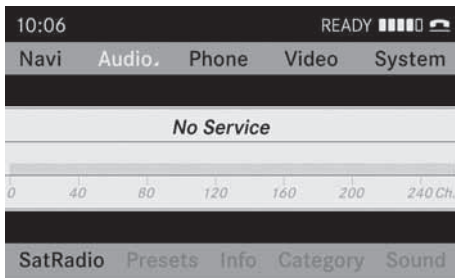 10:06 READY
Navi Audio. Phone Video System
No Service
0 40 80 120 160 200 240 Ch.
SatRadio Presets Info Category Sound